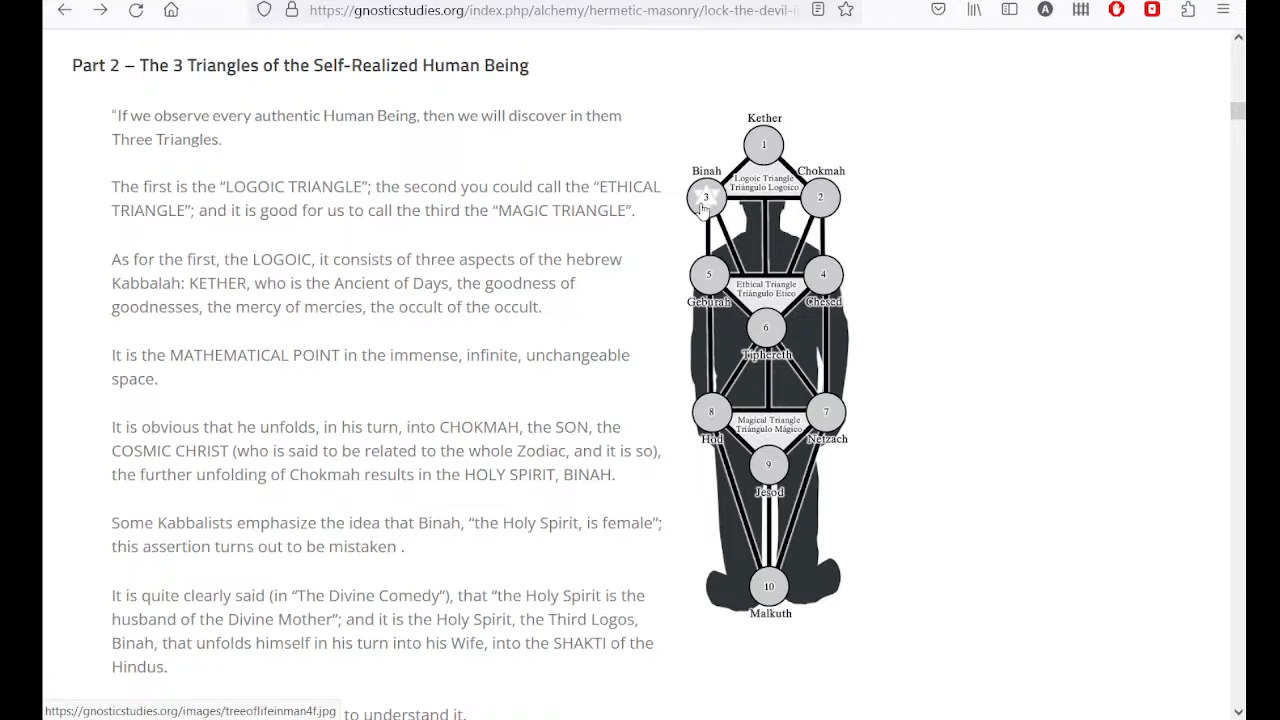 https://gnosticstudies.org/index.php/alchemy/hermetic-masonry/lock-the-devil-i
A
Part 2 – The 3 Triangles of the Self-Realized Human Being
“If we observe every authentic Human Being, then we will discover in them
Three Triangles.
The first is the “LOGOIC TRIANGLE”; the second you could call the “ETHICAL
TRIANGLE”; and it is good for us to call the third the “MAGIC TRIANGLE”.
As for the first, the LOGOIC, it consists of three aspects of the hebrew
Kabbalah: KETHER, who is the Ancient of Days, the goodness of
goodnesses, the mercy of mercies, the occult of the occult.
It is the MATHEMATICAL POINT in the immense, infinite, unchangeable
space.
It is obvious that he unfolds, in his turn, into CHOKMAH, the SON, the
COSMIC CHRIST (who is said to be related to the whole Zodiac, and it is so),
the further unfolding of Chokmah results in the HOLY SPIRIT, BINAH.
Some Kabbalists emphasize the idea that Binah, “the Holy Spirit, is female”;
this assertion turns out to be mistaken .
It is quite clearly said (in “The Divine Comedy”), that “the Holy Spirit is the
husband of the Divine Mother”; and it is the Holy Spirit, the Third Logos,
Binah, that unfolds himself in his turn into his Wife, into the SHAKTI of the
Hindus.
to understand it.
Kether
1
Binah
Chokmah
Logoic Triangle
Triángulo Logoico
3
2
5
4
Geburah
Ethical Triangle
Triángulo Ético
Chesed
6
Tiphereth
8
7
Hod
Magical Triangle
Triángulo Mágico
Netzach
9
Jesod
10
Malkuth
https://gnosticstudies.org/images/treeoflifeinman4f.jpg